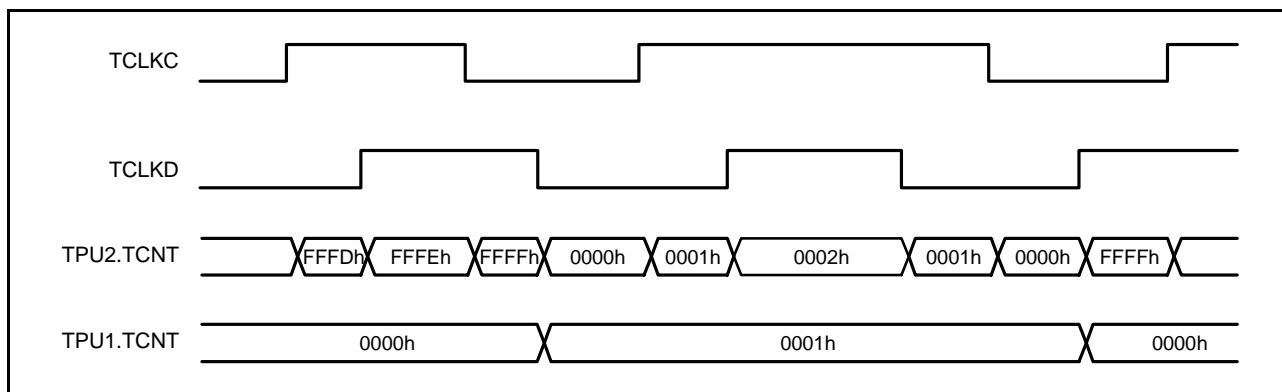 TCLKC
TCLKD
TPU2.TCNT FFFDh FFFEh FFFFh 0000h 0001h 0002h 0001h 0000h FFFFh
TPU1.TCNT 0000h 0001h 0000h